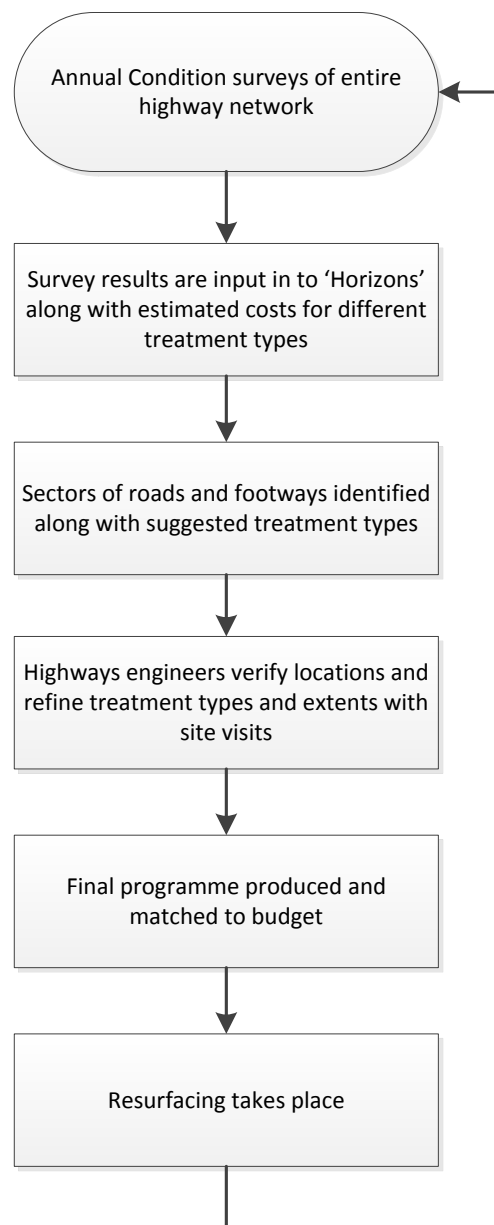 Annual Condition surveys of entire
highway network
Survey results are input in to ‘Horizons’
along with estimated costs for different
treatment types
Sectors of roads and footways identified
along with suggested treatment types
Highways engineers verify locations and
refine treatment types and extents with
site visits
Final programme produced and
matched to budget
Resurfacing takes place